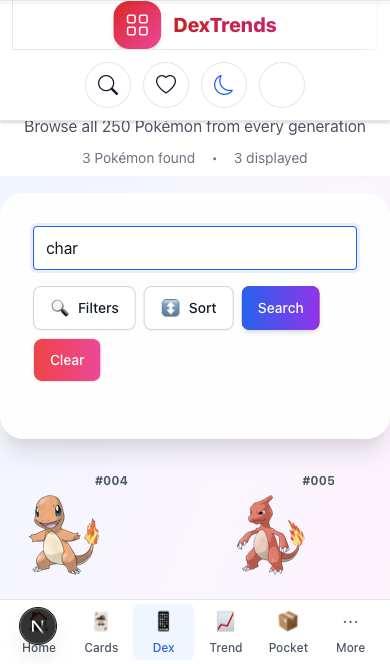 DexTrends
Browse all 250 Pokémon from every generation
3 Pokémon found • 3 displayed
char
Filters
Sort
Search
Clear
#004
#005
N
Home
Cards
Dex
Trend
Pocket
More